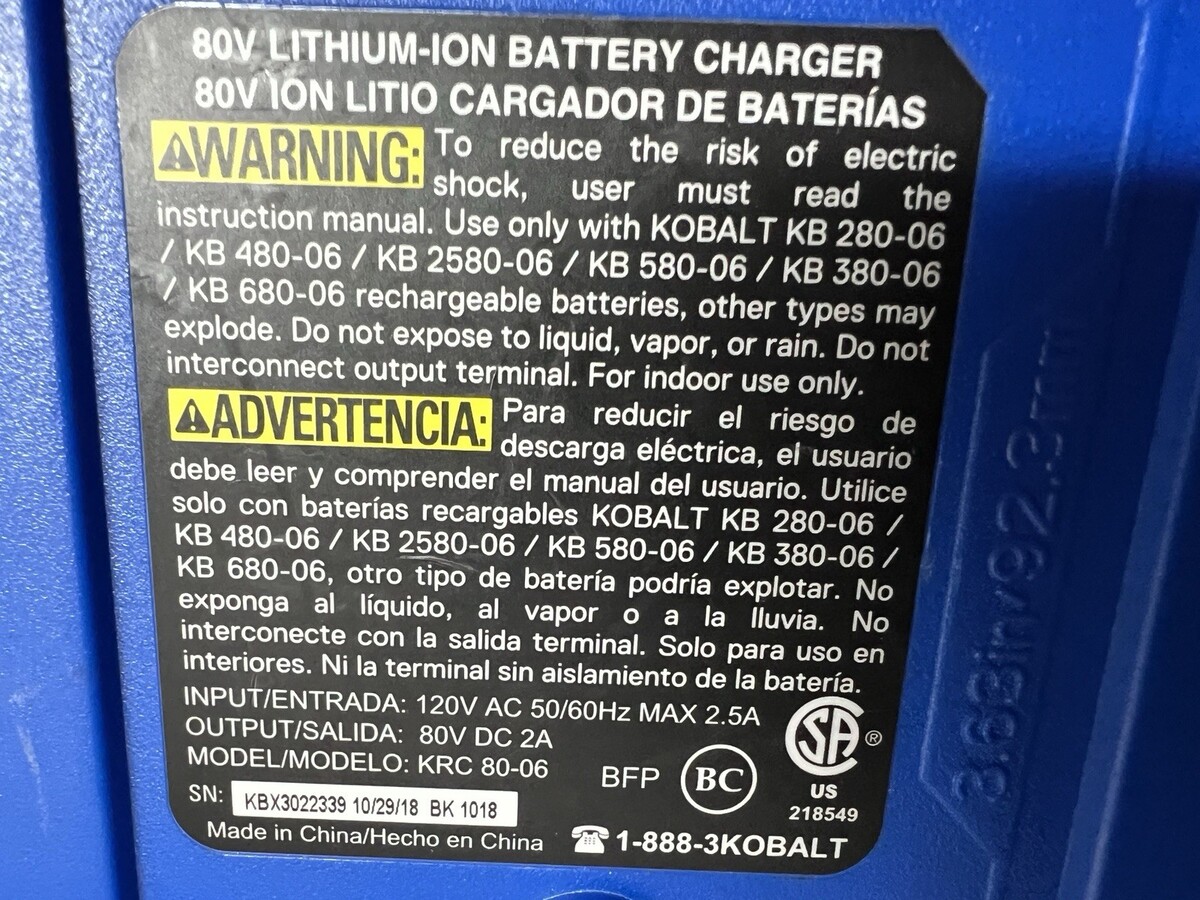 80V LITHIUM-ION BATTERY CHARGER
80V ION LITIO CARGADOR DE BATERÍAS
⚠WARNING: To reduce the risk of electric
shock, user must read the
instruction manual. Use only with KOBALT KB 280-06
/ KB 480-06 / KB 2580-06 / KB 580-06 / KB 380-06
/ KB 680-06 rechargeable batteries, other types may
explode. Do not expose to liquid, vapor, or rain. Do not
interconnect output terminal. For indoor use only.
⚠ADVERTENCIA: Para reducir el riesgo de
descarga eléctrica, el usuario
debe leer y comprender el manual del usuario. Utilice
solo con baterías recargables KOBALT KB 280-06 /
KB 480-06 / KB 2580-06 / KB 580-06 / KB 380-06 /
KB 680-06, otro tipo de batería podría explotar. No
exponga al líquido, al vapor o a la lluvia. No
interconecte con la salida terminal. Solo para uso en
interiores. Ni la terminal sin aislamiento de la batería.
INPUT/ENTRADA: 120V AC 50/60Hz MAX 2.5A
OUTPUT/SALIDA: 80V DC 2A
MODEL/MODELO: KRC 80-06
BFP BC
SA ®
US
218549
SN: KBX3022339 10/29/18 BK 1018
Made in China/Hecho en China
☎ 1-888-3KOBALT